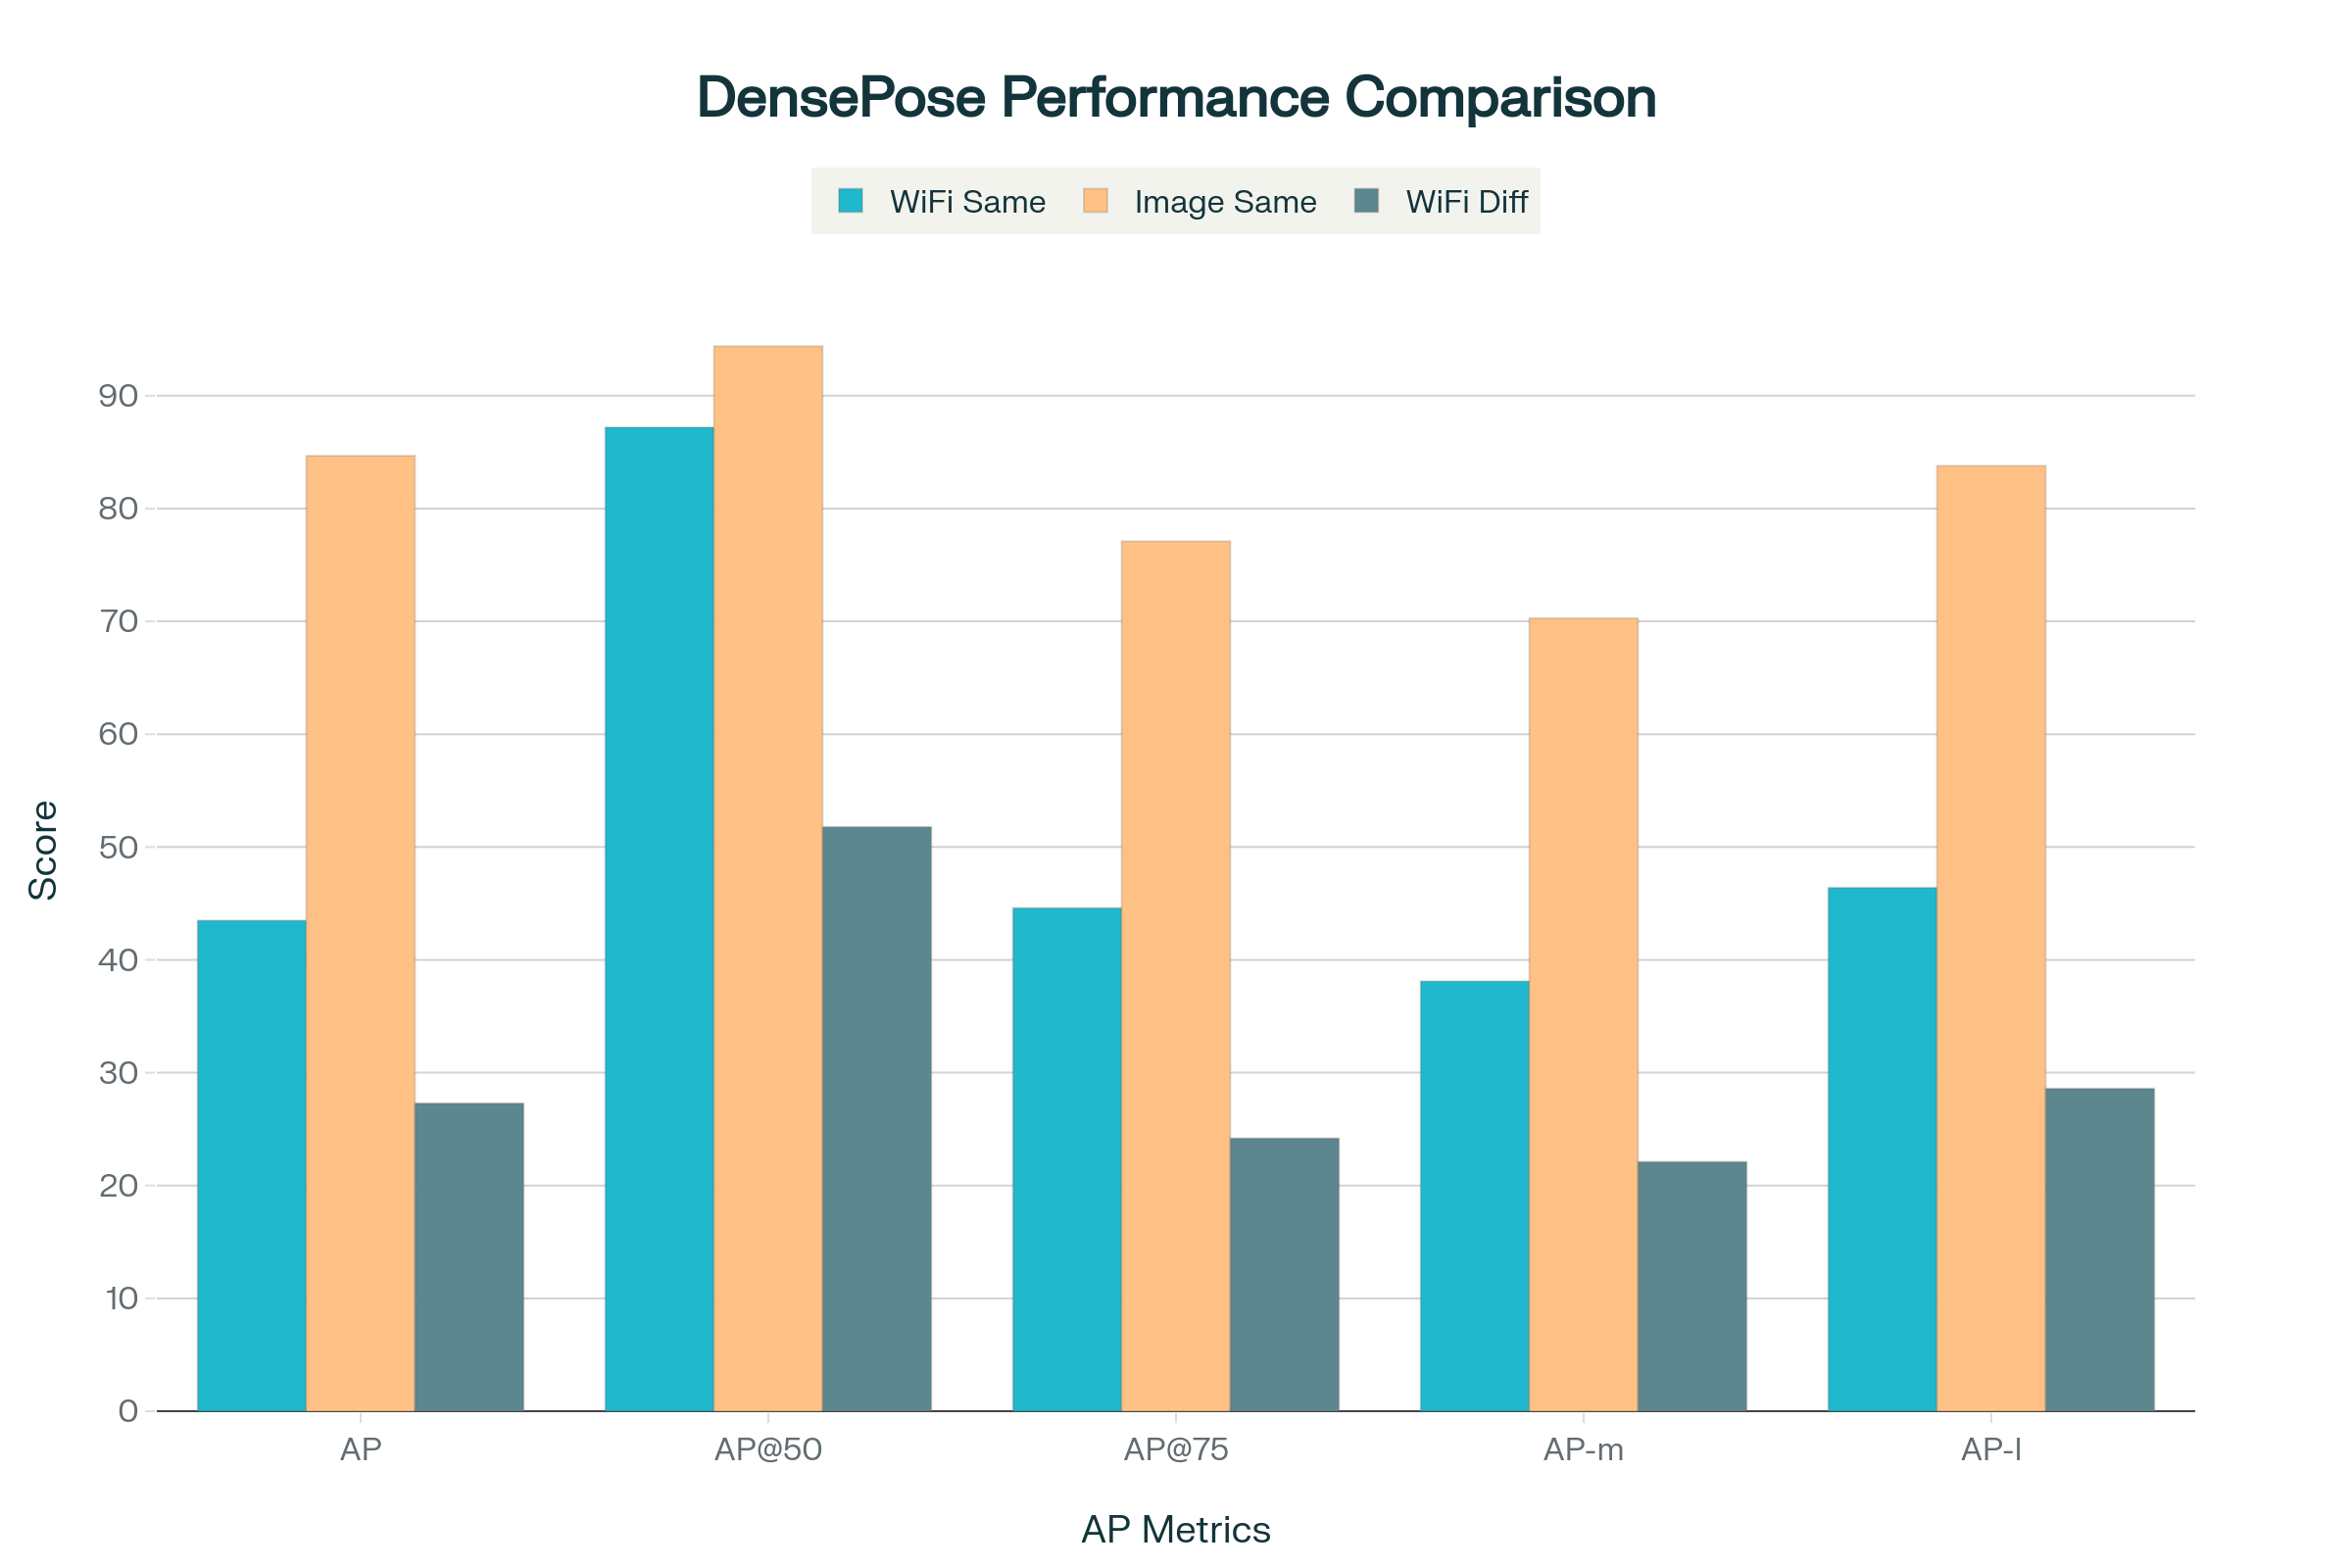 DensePose Performance Comparison
WiFi Same Image Same WiFi Diff
90
80
70
60
50
40
30
20
10
0
Score
AP AP@50 AP@75 AP-m AP-l
AP Metrics